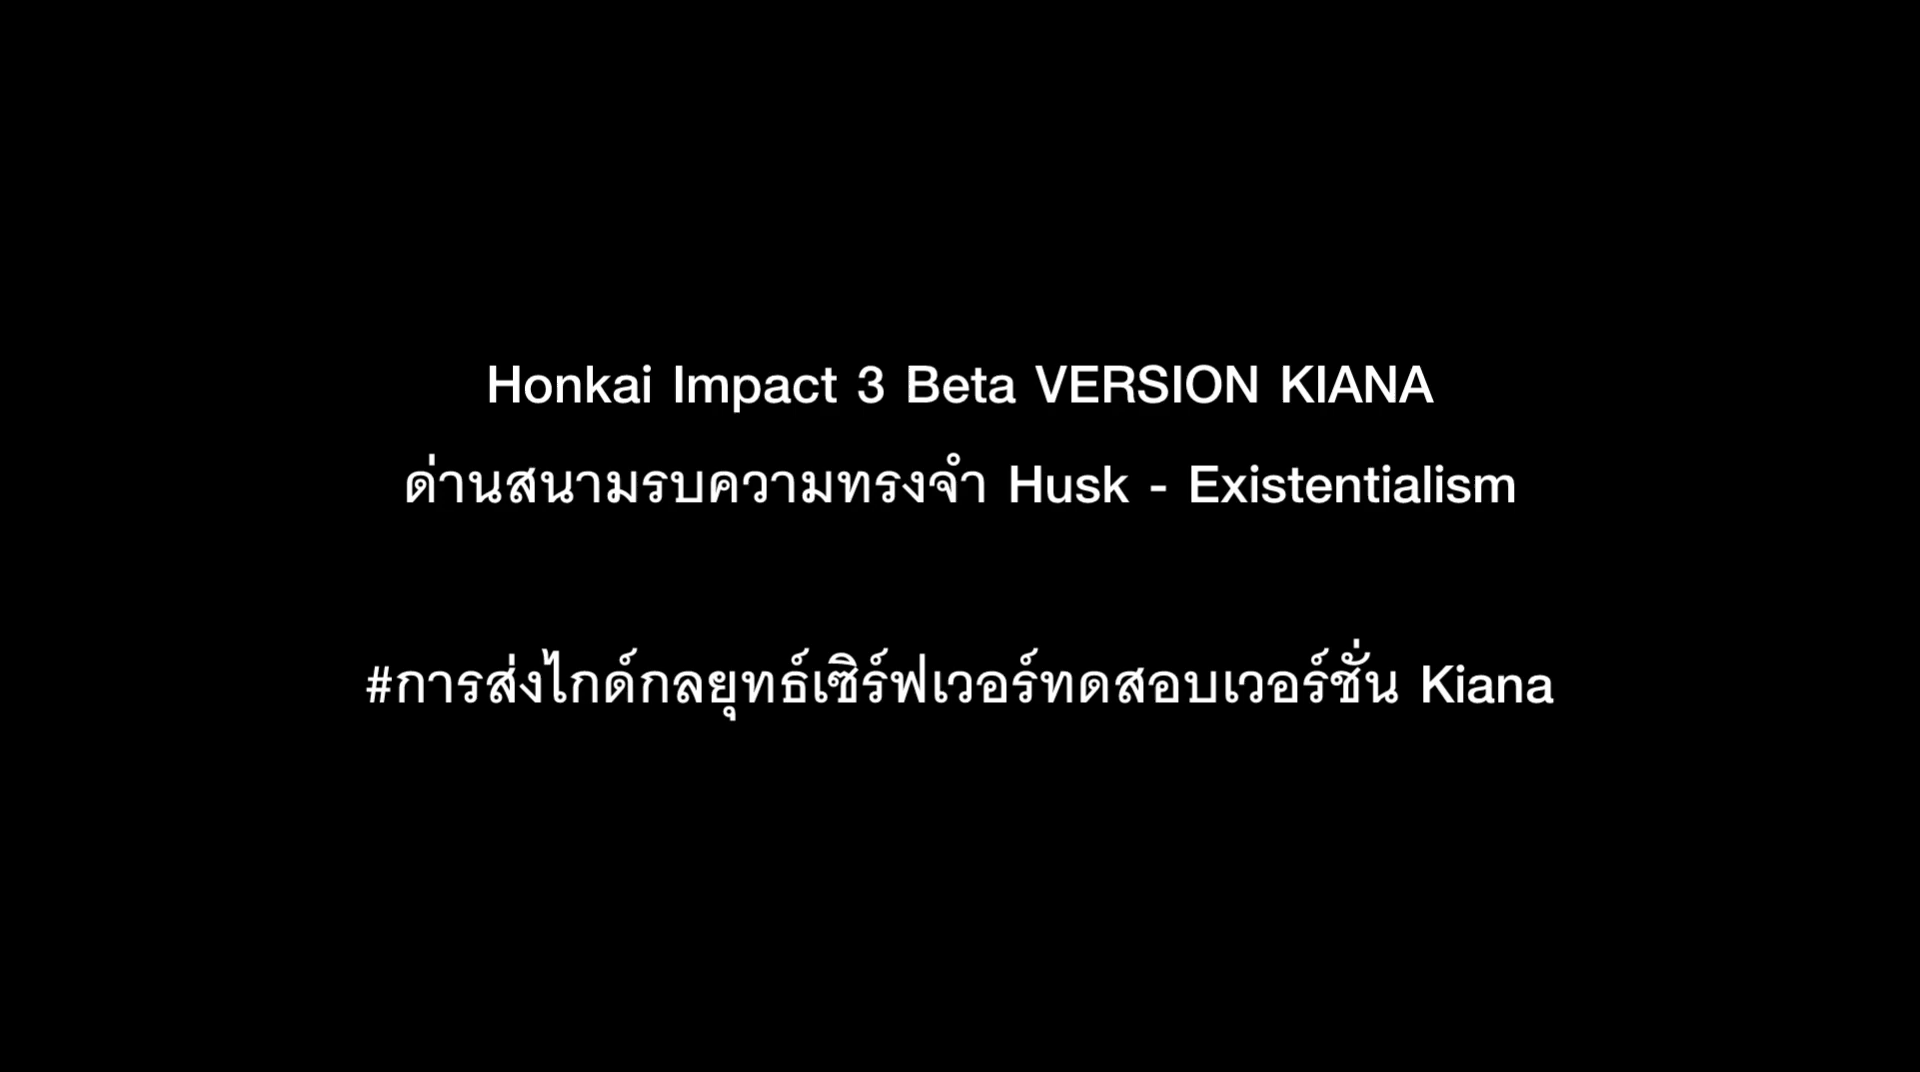 Honkai Impact 3 Beta VERSION KIANA
ด่านสนามรบความทรงจำ Husk - Existentialism
#การส่งไกด์กลยุทธ์เซิร์ฟเวอร์ทดสอบเวอร์ชั่น Kiana